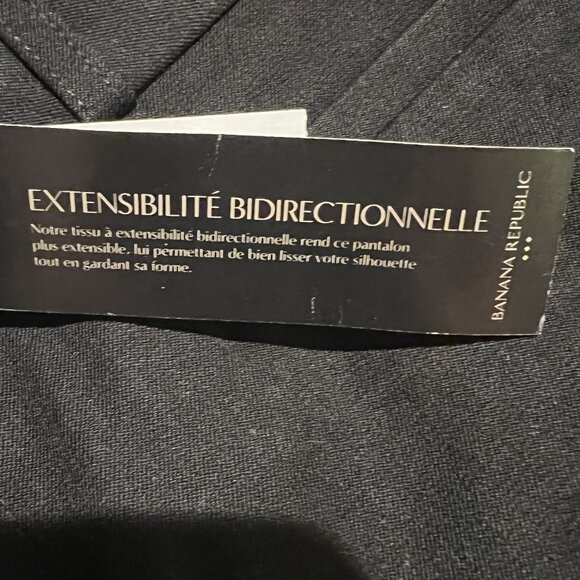 EXTENSIBILITÉ BIDIRECTIONNELLE
Notre tissu à extensibilité bidirectionnelle rend ce pantalon
plus extensible, lui permettant de bien lisser votre silhouette
tout en gardant sa forme.
BANANA REPUBLIC